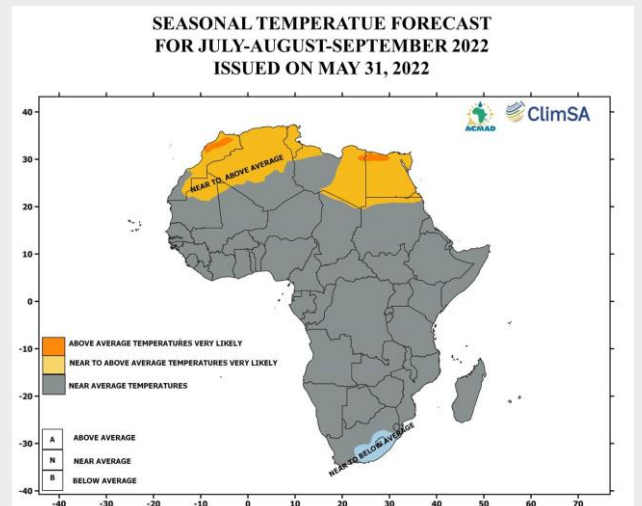 SEASONAL TEMPERATUE FORECAST
FOR JULY-AUGUST-SEPTEMBER 2022
ISSUED ON MAY 31, 2022
ACMAD
ClimSA
40
30
20
10
0
-10
-20
-30
-40
NEAR TO ABOVE AVERAGE
NEAR TO BELOW AVERAGE
ABOVE AVERAGE TEMPERATURES VERY LIKELY
NEAR TO ABOVE AVERAGE TEMPERATURES VERY LIKELY
NEAR AVERAGE TEMPERATURES
A ABOVE AVERAGE
N NEAR AVERAGE
B BELOW AVERAGE
-40 -30 -20 -10 0 10 20 30 40 50 60 70